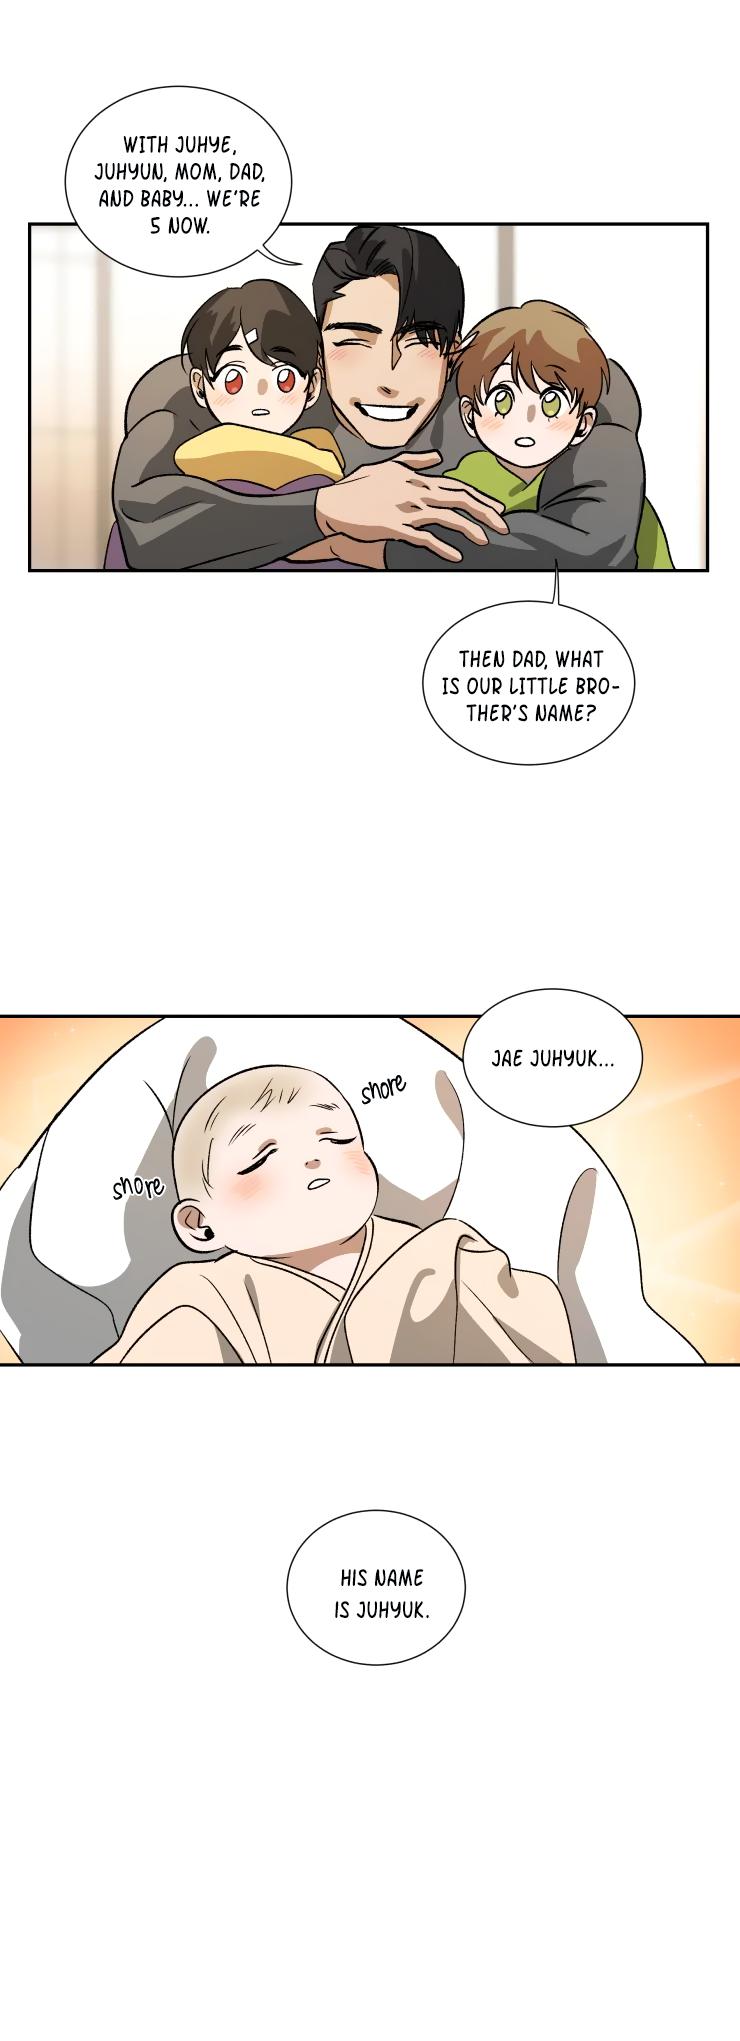 WITH JUHYE,
JUHYUN, MOM, DAD,
AND BABY... WE'RE
5 NOW.
THEN DAD, WHAT
IS OUR LITTLE BRO-
THER'S NAME?
JAE JUHYUK...
snore
snore
HIS NAME
IS JUHYUK.